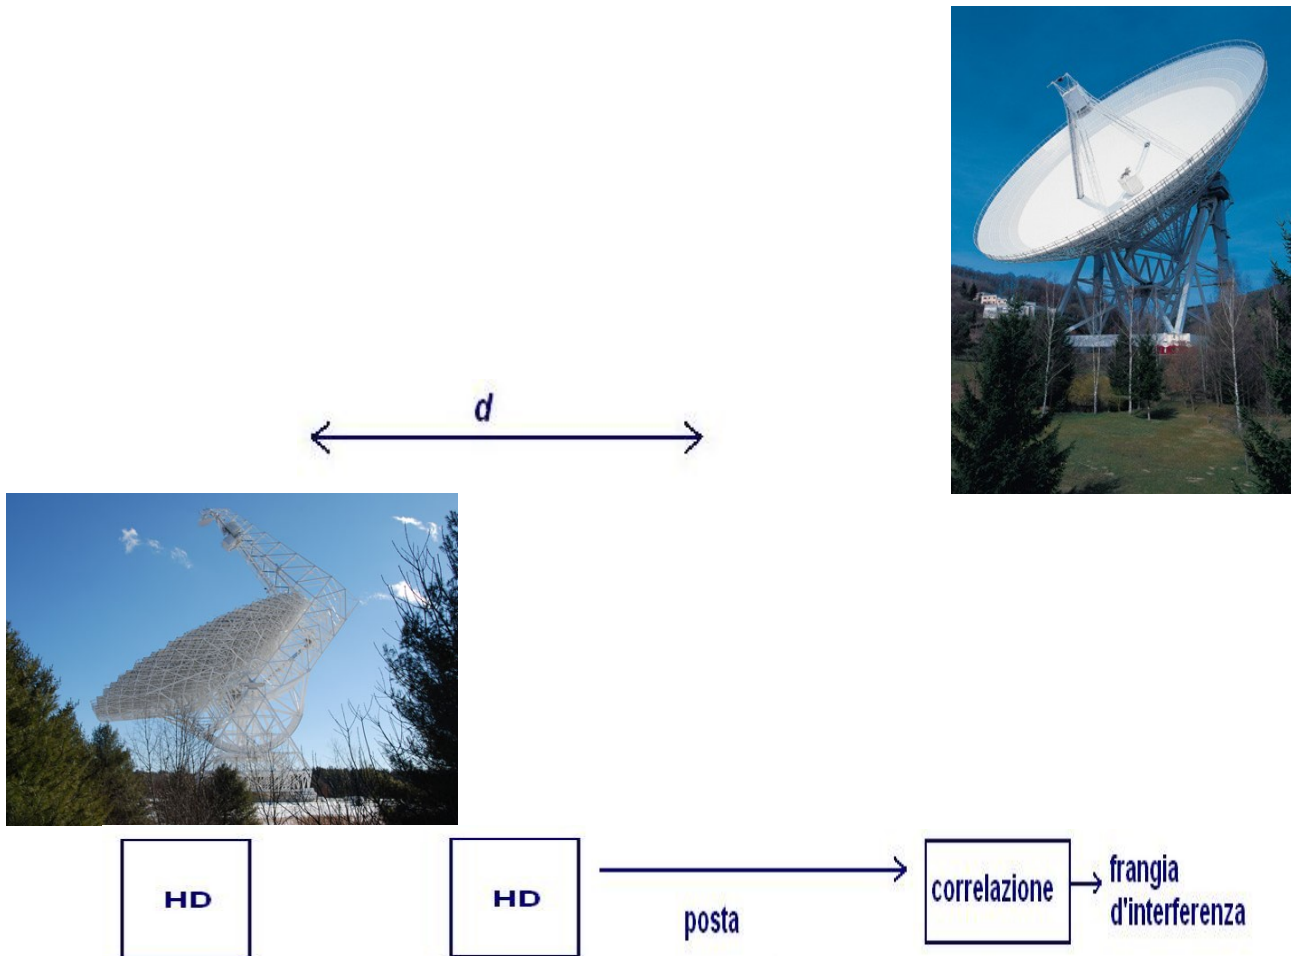 d
HD
HD
posta
correlazione
frangia
d'interferenza